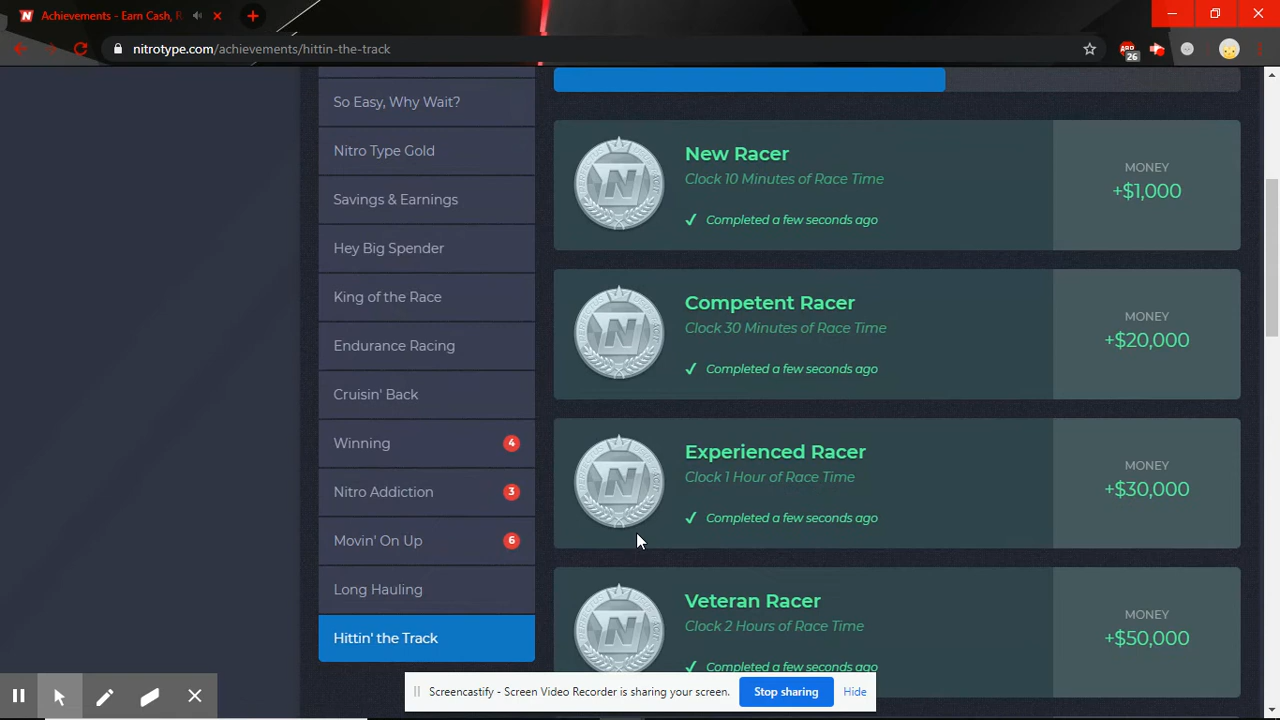 Achievements - Earn Cash, R
nitrotype.com/achievements/hittin-the-track
26
So Easy, Why Wait?
Nitro Type Gold
Savings & Earnings
Hey Big Spender
King of the Race
Endurance Racing
Cruisin' Back
Winning 4
Nitro Addiction 3
Movin' On Up 6
Long Hauling
Hittin' the Track
New Racer
Clock 10 Minutes of Race Time
✓ Completed a few seconds ago
MONEY
+$1,000
Competent Racer
Clock 30 Minutes of Race Time
✓ Completed a few seconds ago
MONEY
+$20,000
Experienced Racer
Clock 1 Hour of Race Time
✓ Completed a few seconds ago
MONEY
+$30,000
Veteran Racer
Clock 2 Hours of Race Time
✓ Completed a few seconds ago
MONEY
+$50,000
Screencastify - Screen Video Recorder is sharing your screen. Stop sharing Hide